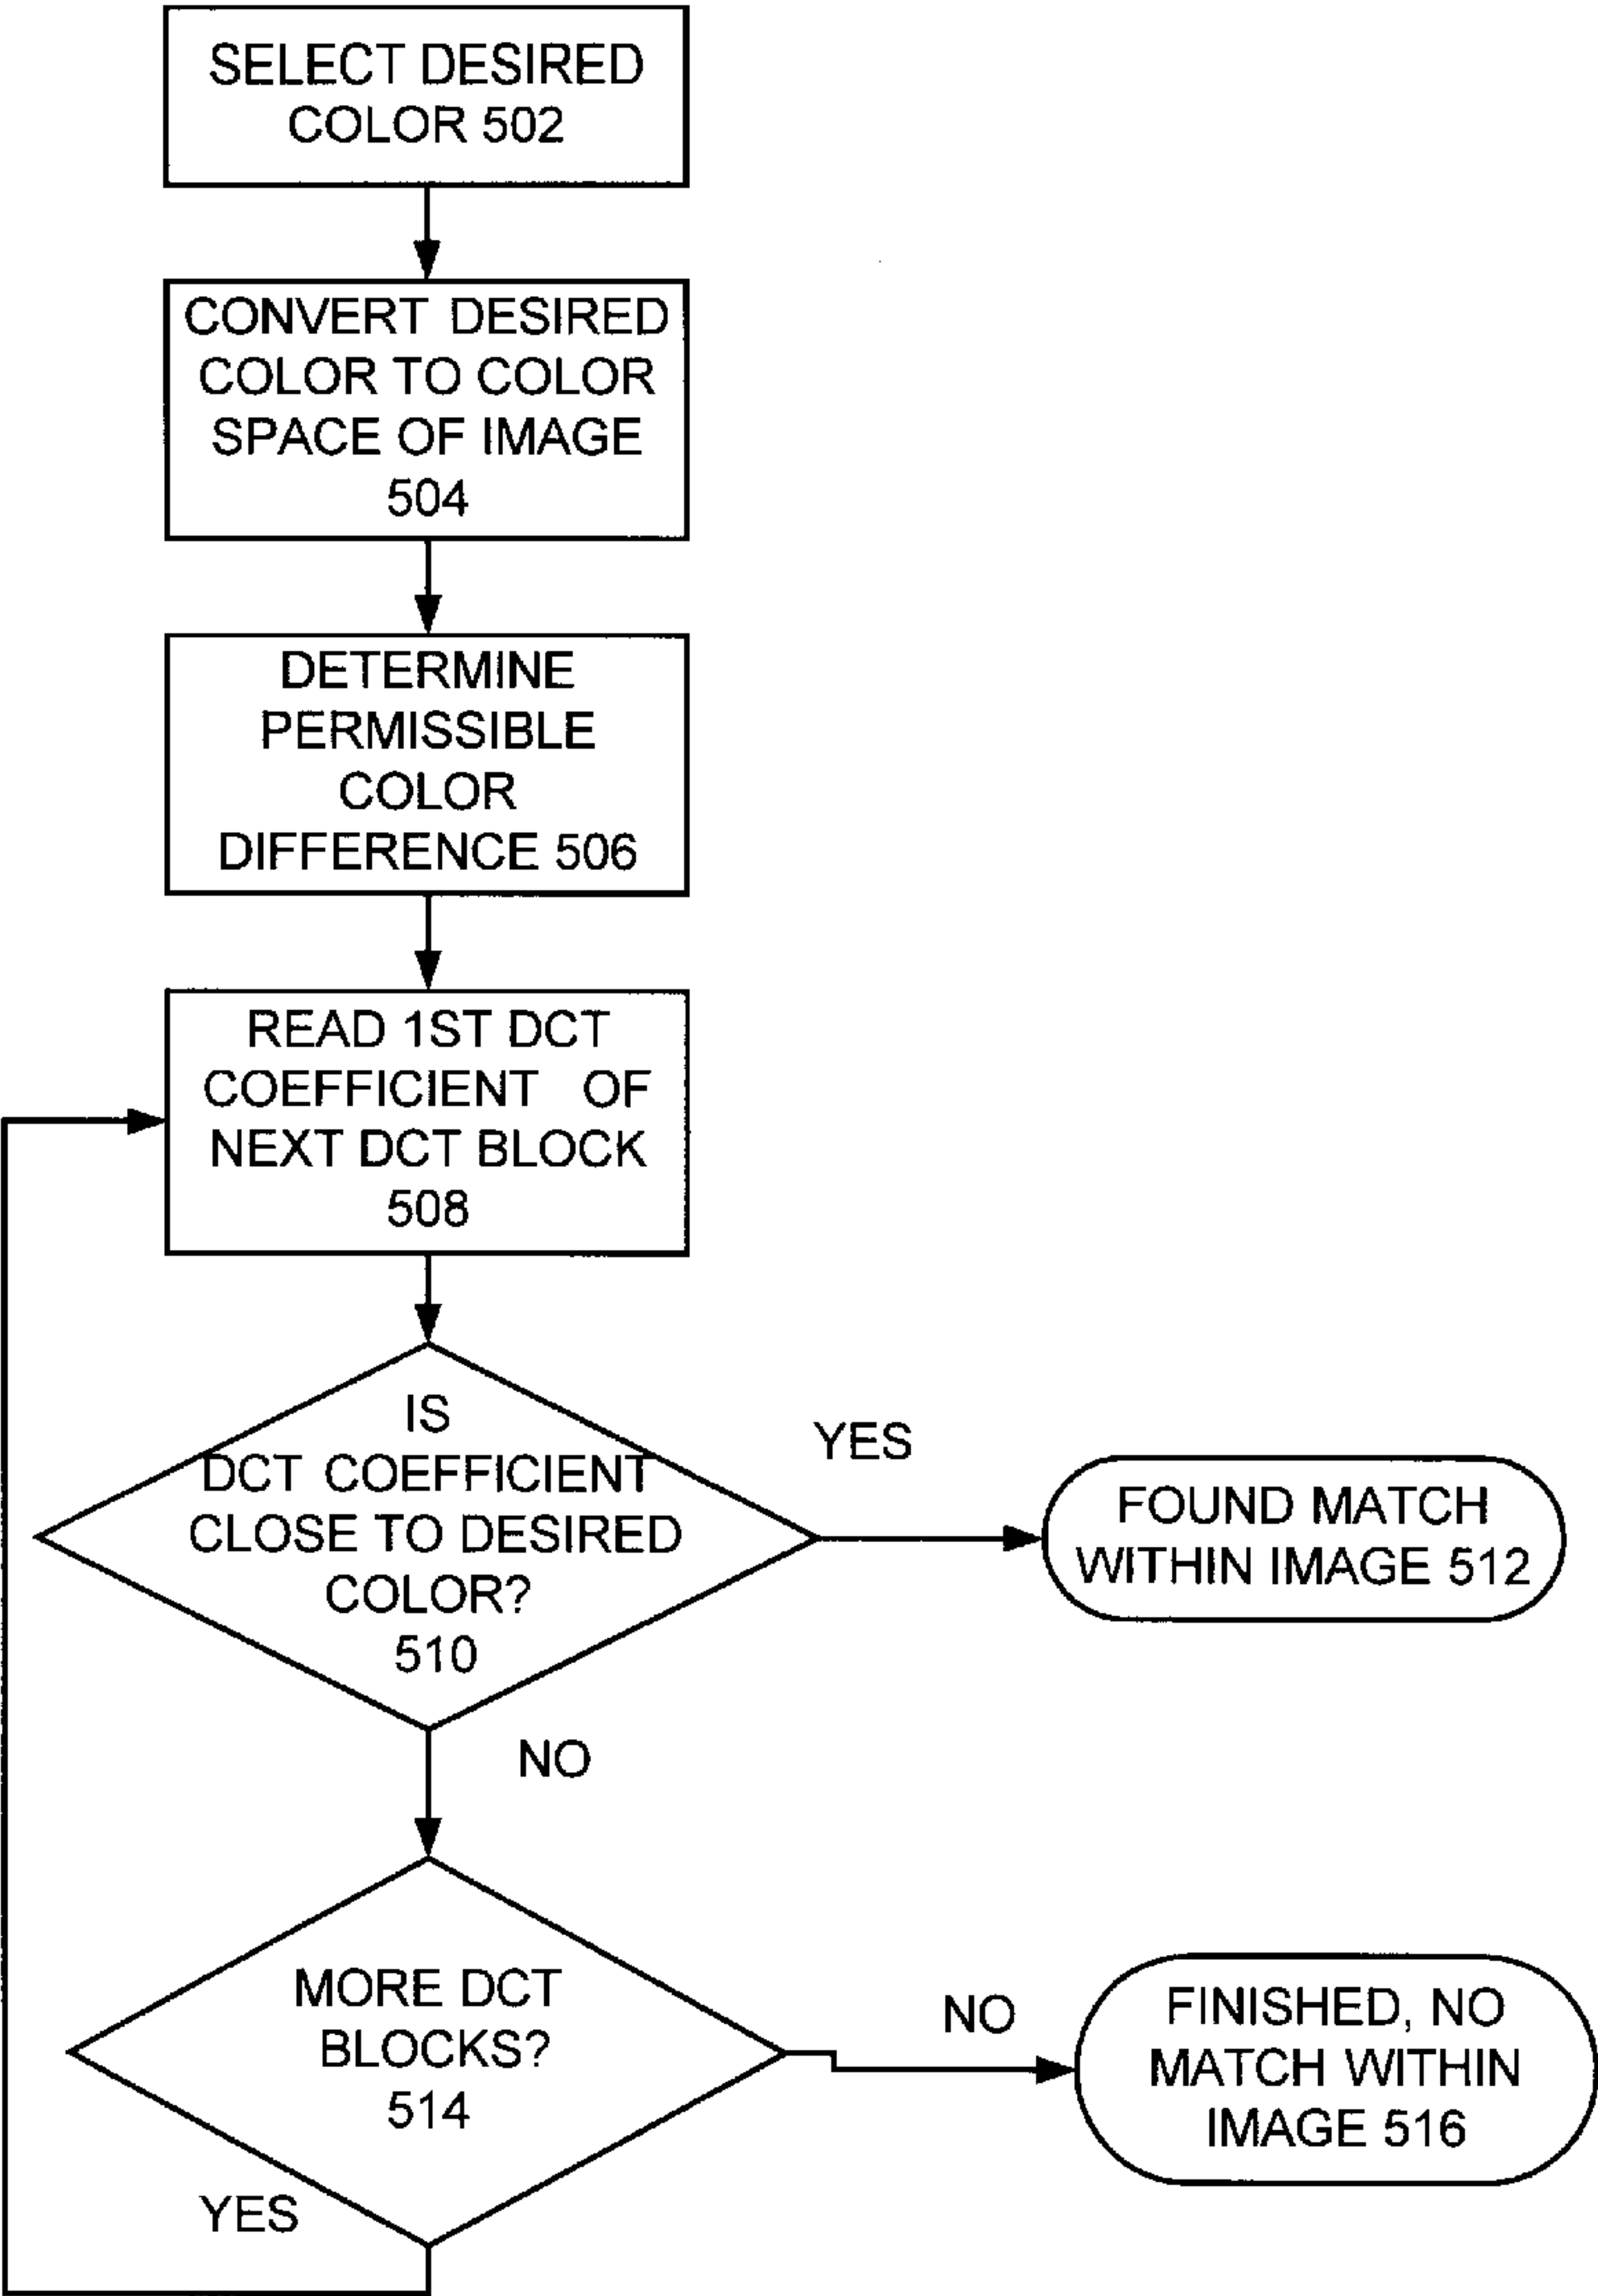 SELECT DESIRED
COLOR 502
CONVERT DESIRED
COLOR TO COLOR
SPACE OF IMAGE
504
DETERMINE
PERMISSIBLE
COLOR
DIFFERENCE 506
READ 1ST DCT
COEFFICIENT OF
NEXT DCT BLOCK
508
IS
DCT COEFFICIENT
CLOSE TO DESIRED
COLOR?
510
YES
FOUND MATCH
WITHIN IMAGE 512
NO
MORE DCT
BLOCKS?
514
NO
FINISHED, NO
MATCH WITHIN
IMAGE 516
YES